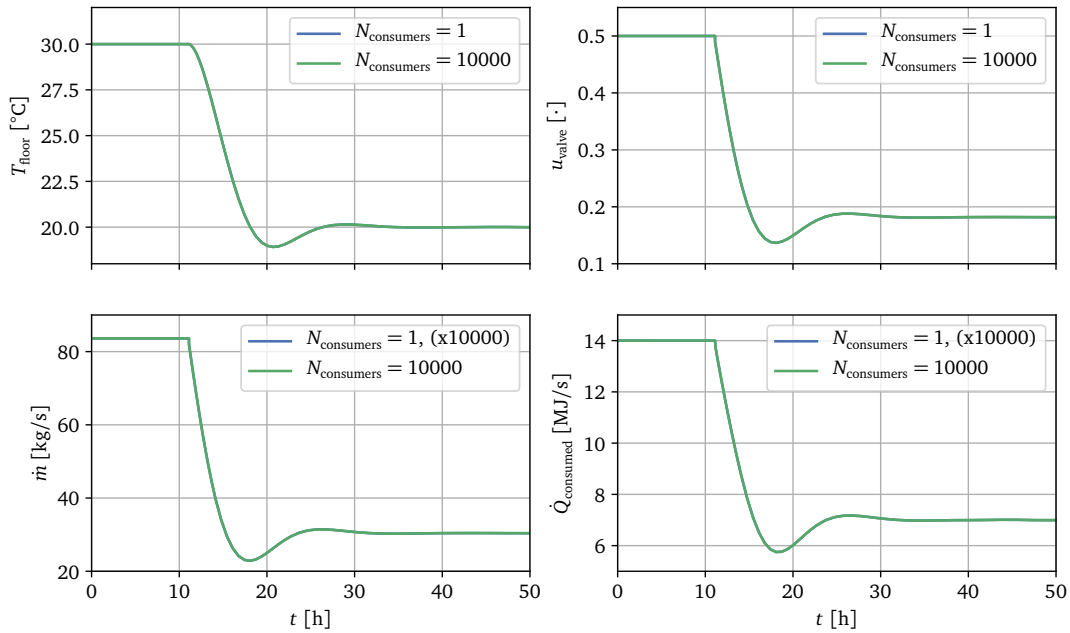 30.0
27.5
25.0
22.5
20.0
T_floor [°C]
N_consumers = 1
N_consumers = 10000
0.5
0.4
0.3
0.2
0.1
u_valve [·]
N_consumers = 1
N_consumers = 10000
80
60
40
20
ṁ [kg/s]
N_consumers = 1, (x10000)
N_consumers = 10000
0 10 20 30 40 50
t [h]
14
12
10
8
6
Q̇_consumed [MJ/s]
N_consumers = 1, (x10000)
N_consumers = 10000
0 10 20 30 40 50
t [h]